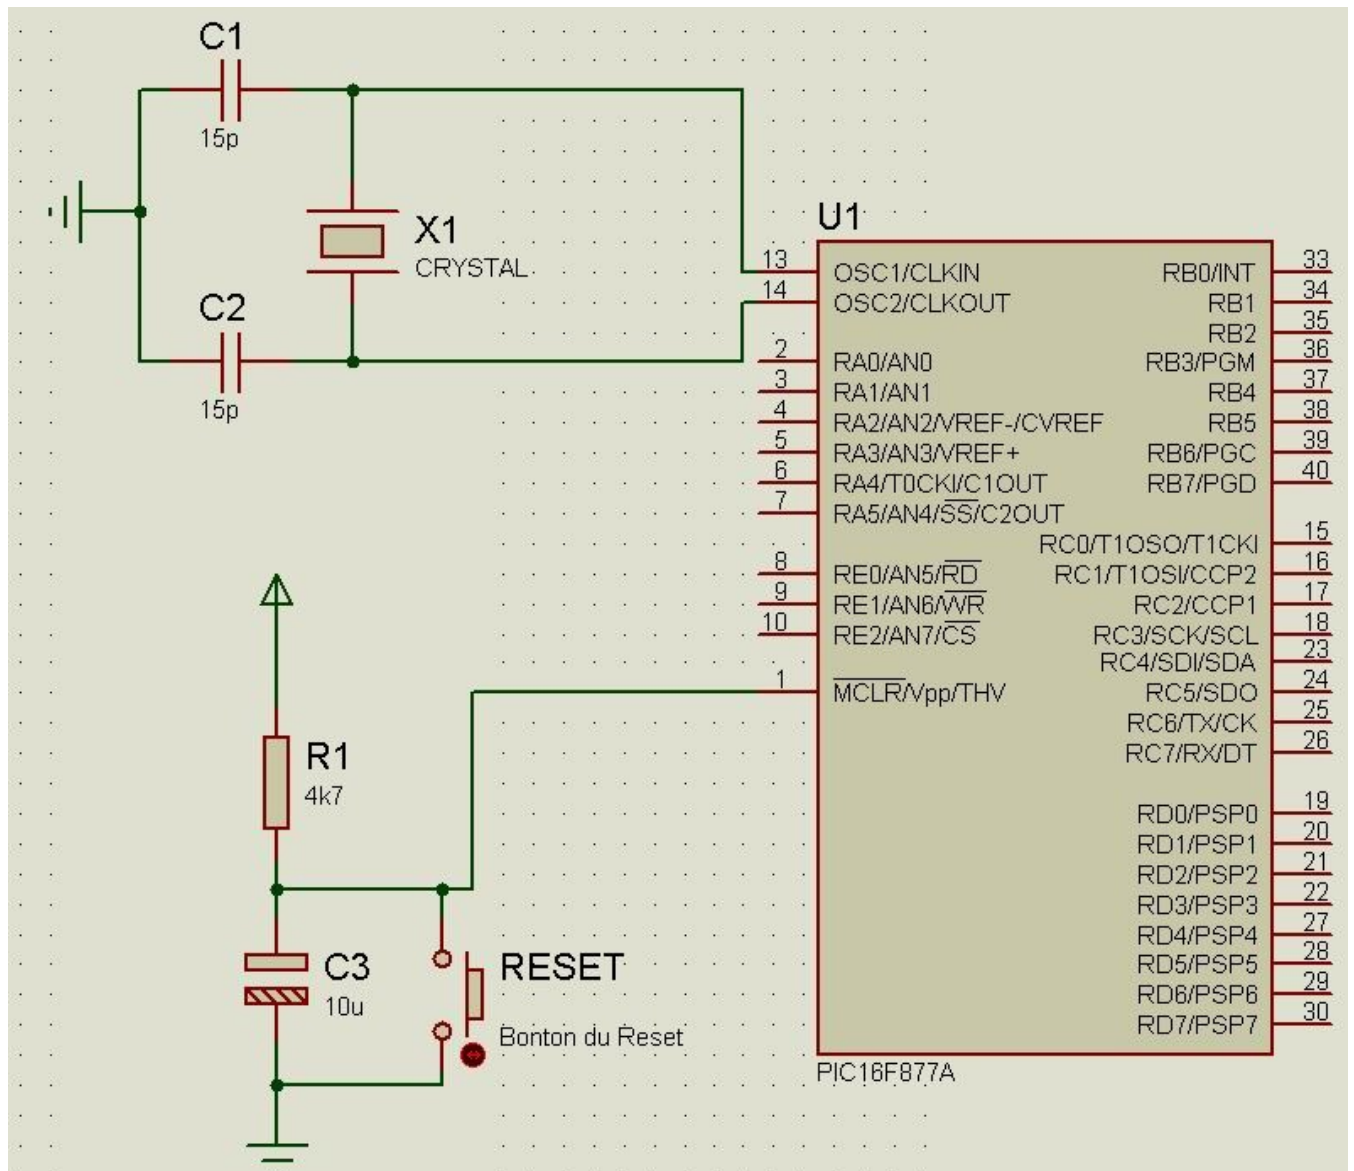 C1
15p
X1
CRYSTAL
C2
15p
U1
13 OSC1/CLKIN RB0/INT 33
14 OSC2/CLKOUT RB1 34
RB2 35
2 RA0/AN0 RB3/PGM 36
3 RA1/AN1 RB4 37
4 RA2/AN2/VREF-/CVREF RB5 38
5 RA3/AN3/VREF+ RB6/PGC 39
6 RA4/T0CKI/C1OUT RB7/PGD 40
7 RA5/AN4/SS/C2OUT
RC0/T1OSO/T1CKI 15
8 RE0/AN5/RD RC1/T1OSI/CCP2 16
9 RE1/AN6/WR RC2/CCP1 17
10 RE2/AN7/CS RC3/SCK/SCL 18
RC4/SDI/SDA 23
1 MCLR/Vpp/THV RC5/SDO 24
RC6/TX/CK 25
RC7/RX/DT 26
RD0/PSP0 19
RD1/PSP1 20
RD2/PSP2 21
RD3/PSP3 22
RD4/PSP4 27
RD5/PSP5 28
RD6/PSP6 29
RD7/PSP7 30
PIC16F877A
R1
4k7
C3
10u
RESET
Bonton du Reset